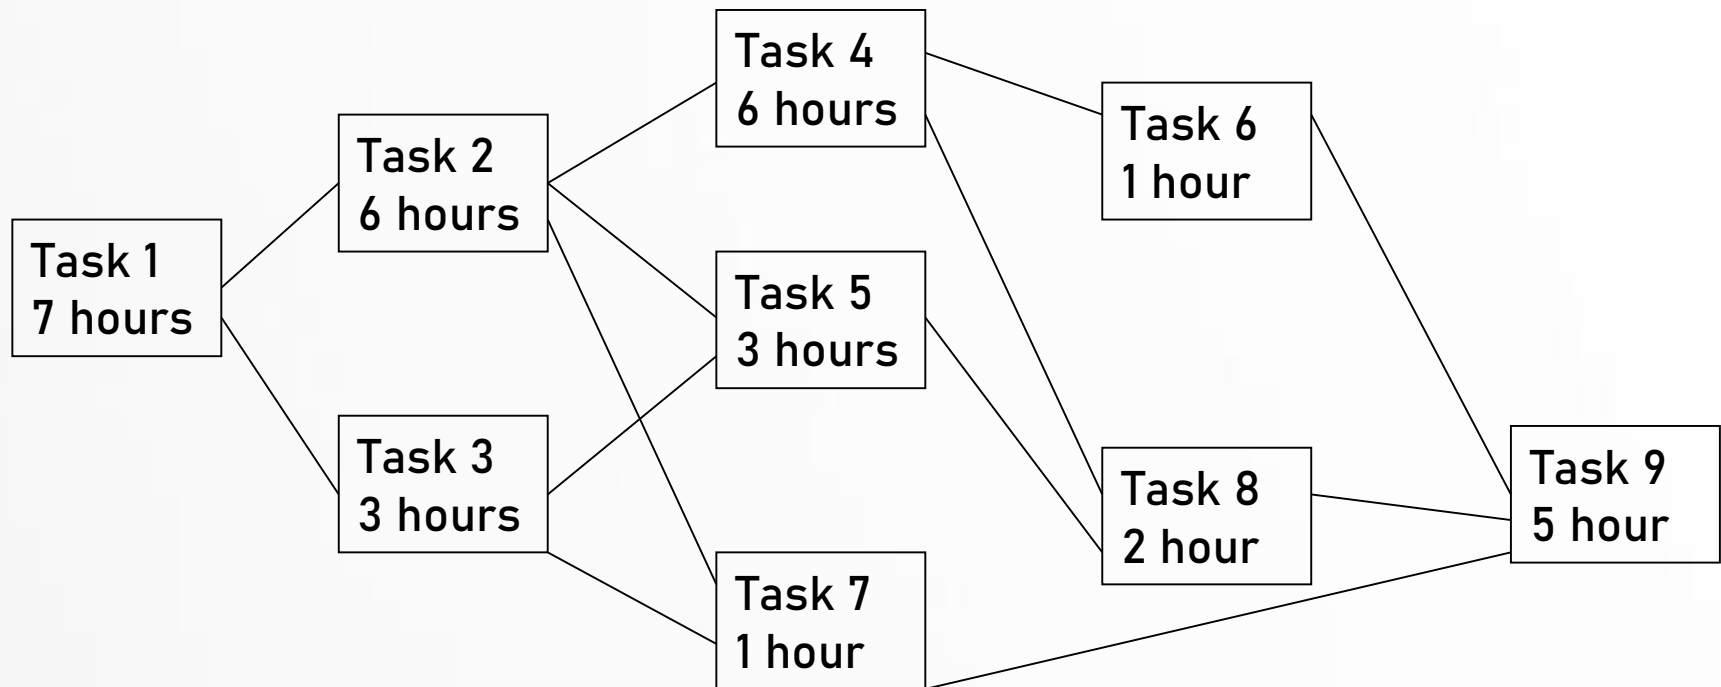 Task 1
7 hours
Task 2
6 hours
Task 3
3 hours
Task 4
6 hours
Task 5
3 hours
Task 7
1 hour
Task 6
1 hour
Task 8
2 hour
Task 9
5 hour